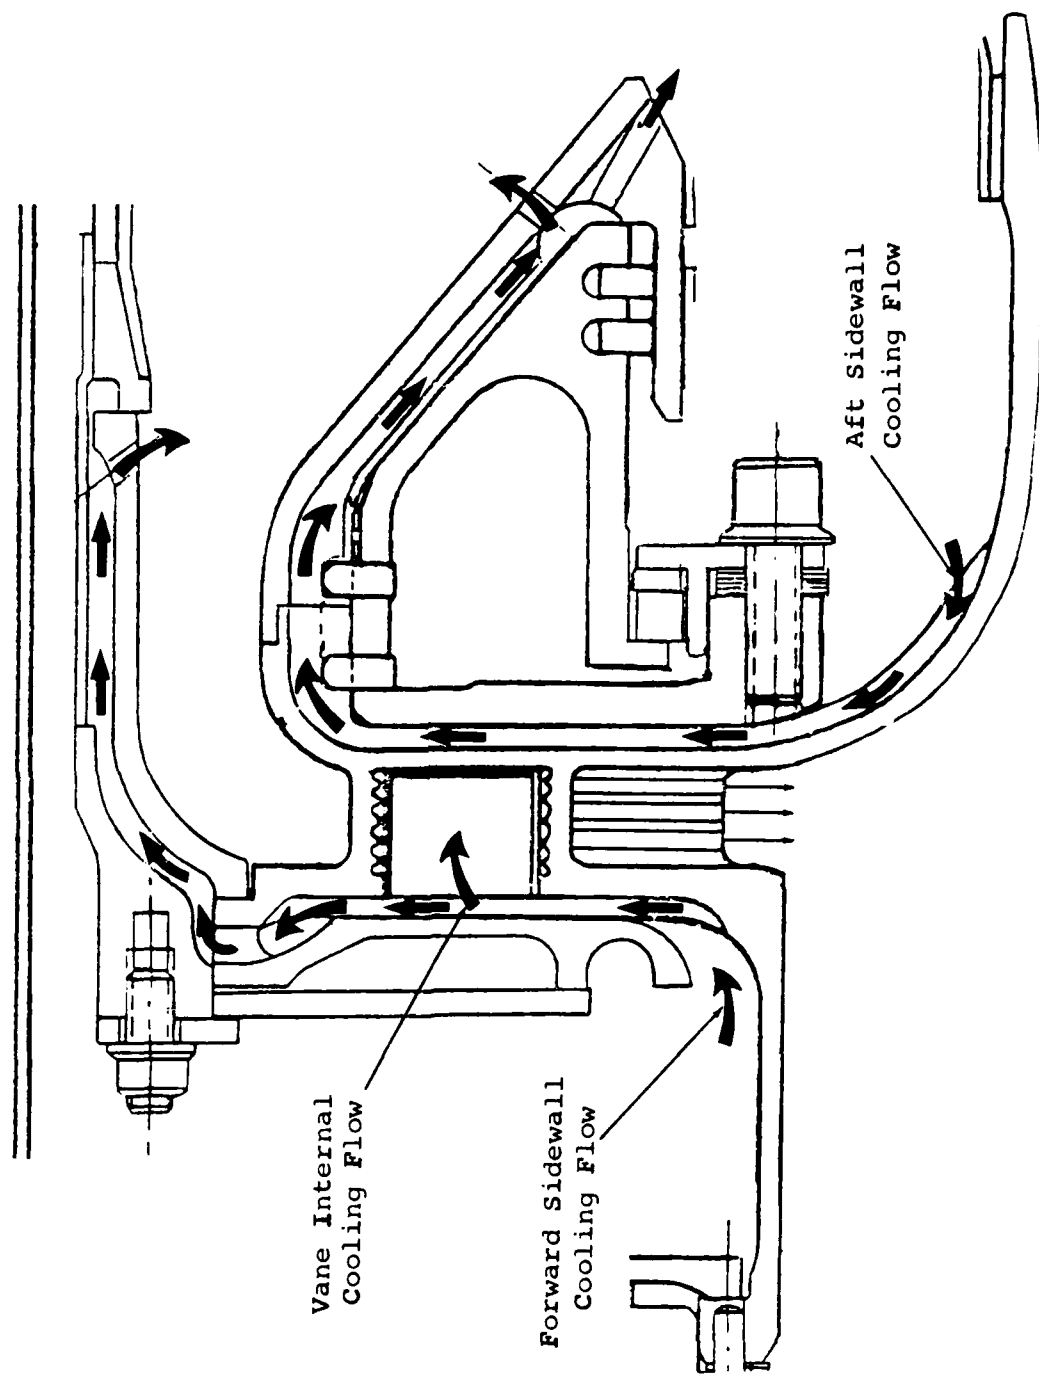 Vane Internal
Cooling Flow
Forward Sidewall
Cooling Flow
Aft Sidewall
Cooling Flow